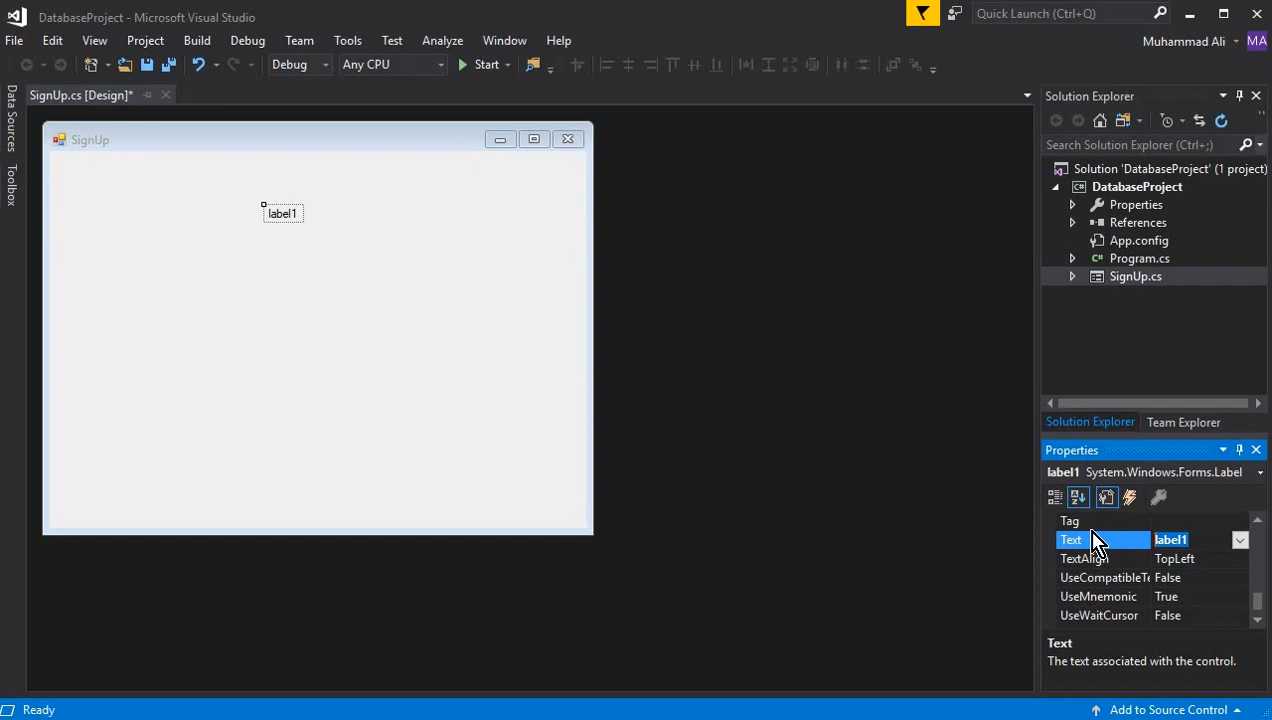 DatabaseProject - Microsoft Visual Studio
Quick Launch (Ctrl+Q)
File Edit View Project Build Debug Team Tools Test Analyze Window Help
Muhammad Ali MA
Debug Any CPU Start
Data Sources
Toolbox
SignUp.cs [Design]*
SignUp
label1
Solution Explorer
Search Solution Explorer (Ctrl+;)
Solution 'DatabaseProject' (1 project)
DatabaseProject
Properties
References
App.config
Program.cs
SignUp.cs
Solution Explorer Team Explorer
Properties
label1 System.Windows.Forms.Label
Tag
Text label1
TextAlign TopLeft
UseCompatibleTe False
UseMnemonic True
UseWaitCursor False
Text
The text associated with the control.
Ready
Add to Source Control